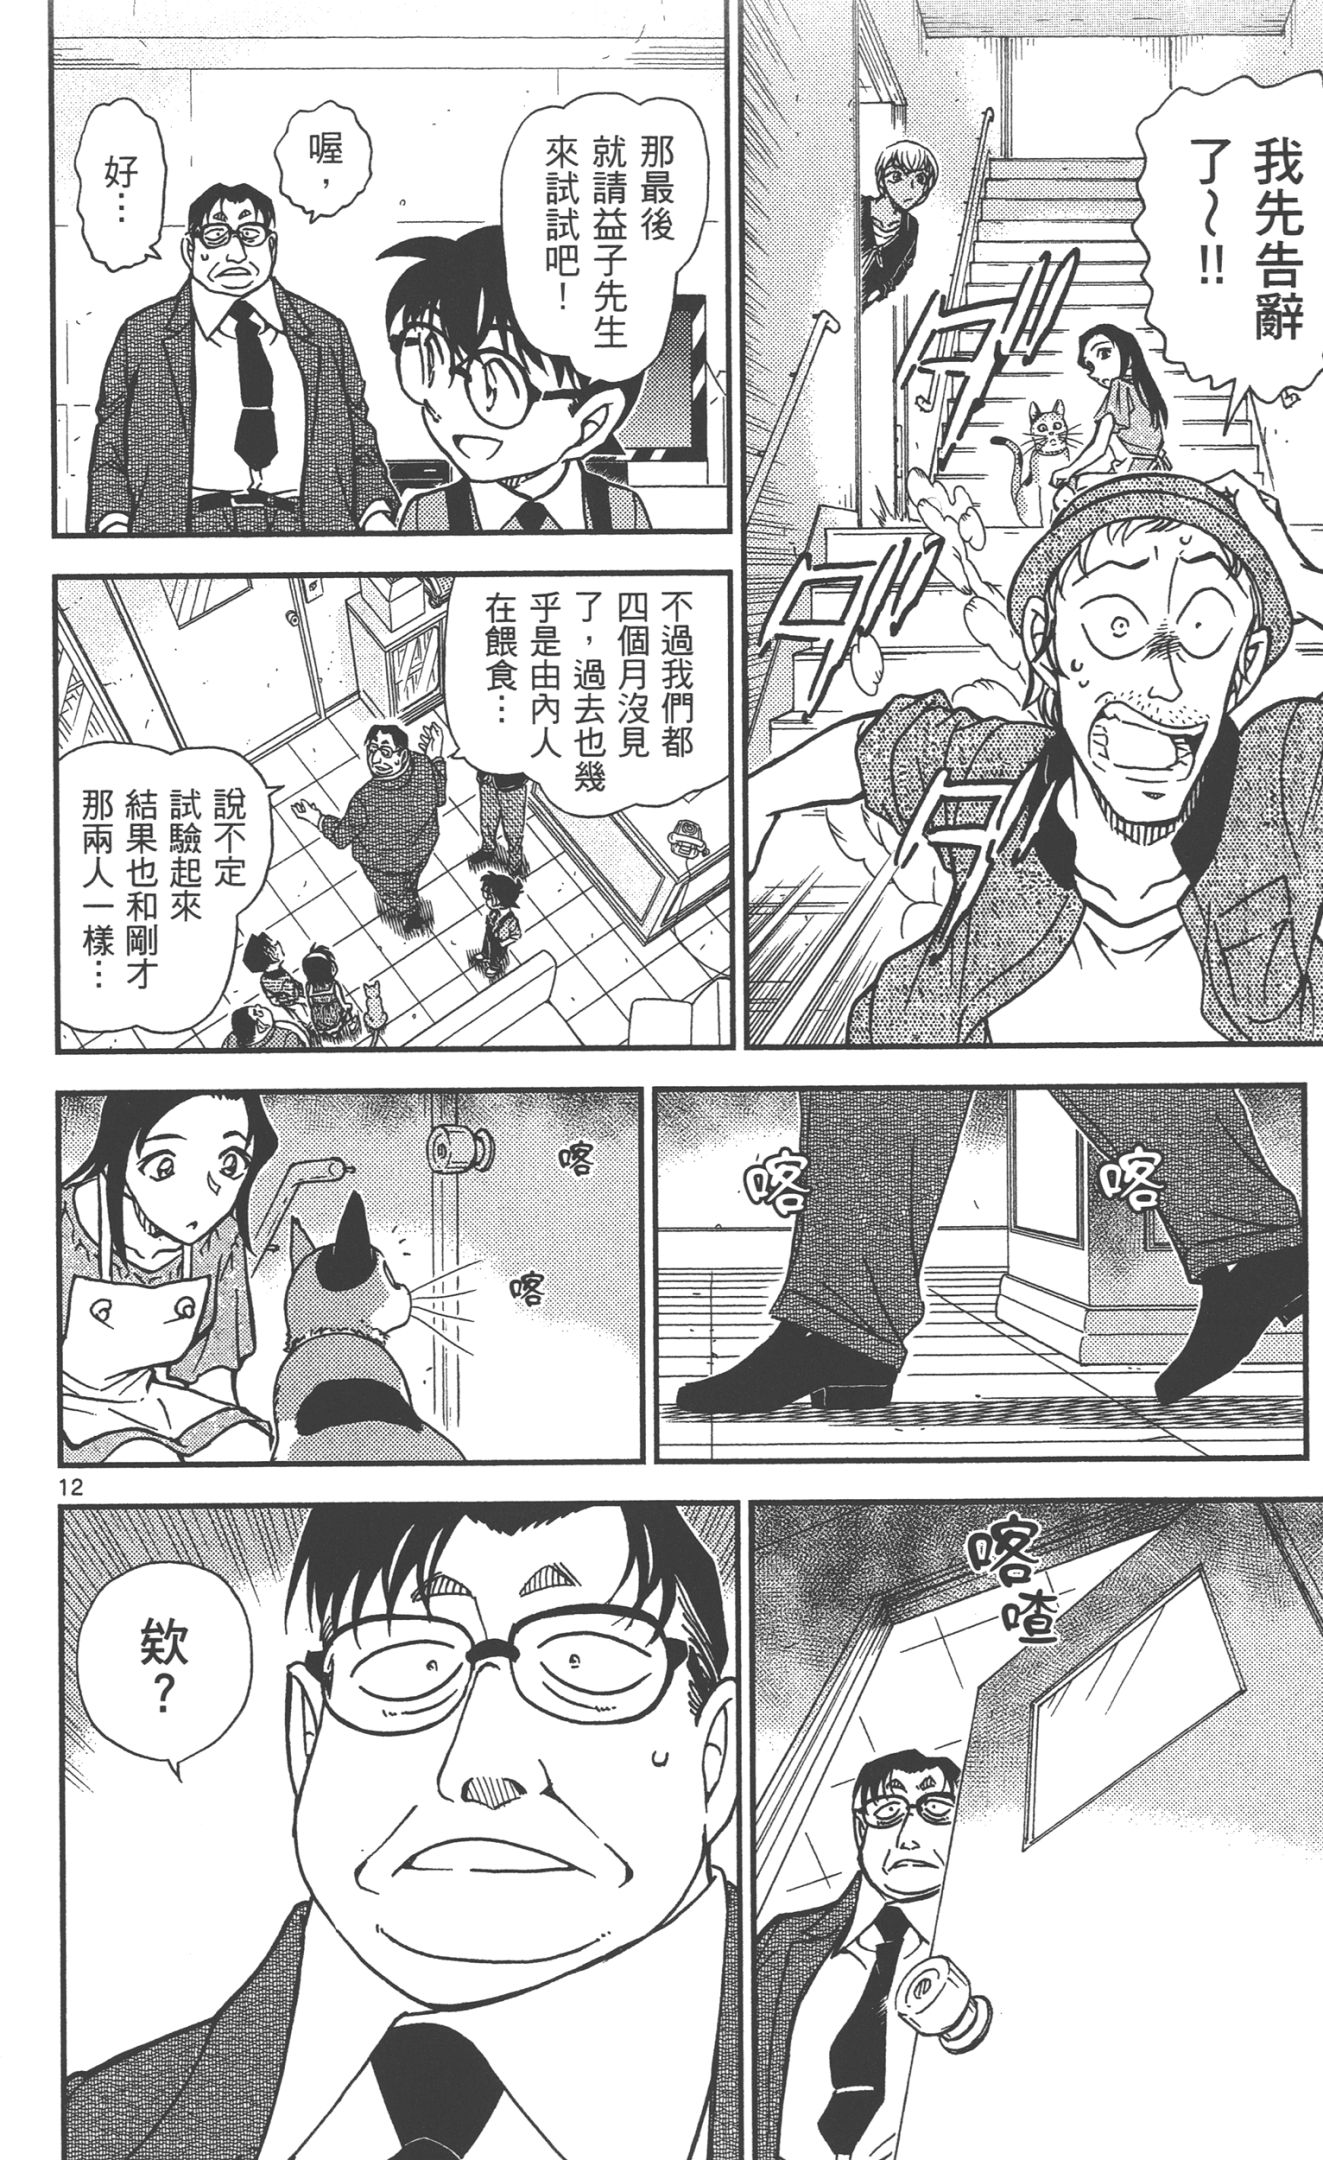 我先告辭
了～!!
ダ!!
ダ!!
ダ!!
那最後
就請益子先生
來試試吧！
喔，
好…
不過我們都
四個月沒見
了，過去也幾
乎是由內人
在餵食…
說不定
試驗起來
結果也和剛才
那兩人一樣…
喀
喀
喀
喀
12
喀喳
欸？